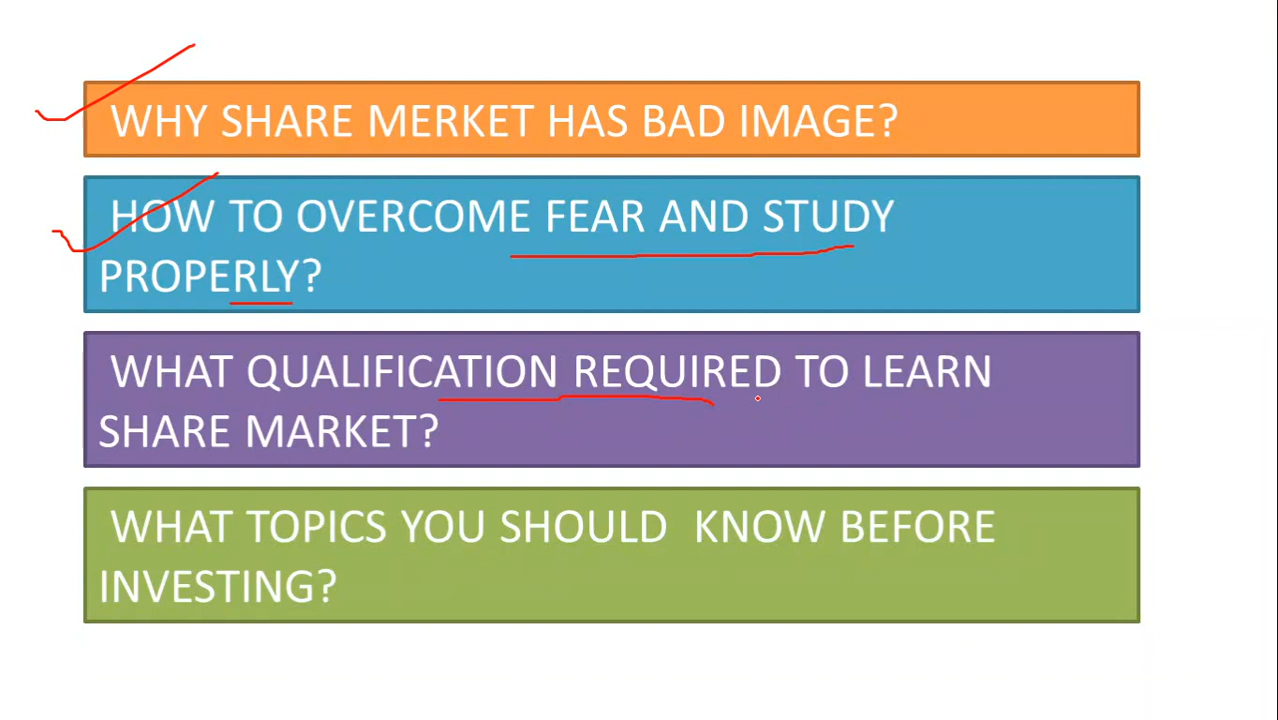 WHY SHARE MERKET HAS BAD IMAGE?
HOW TO OVERCOME FEAR AND STUDY
PROPERLY?
WHAT QUALIFICATION REQUIRED TO LEARN
SHARE MARKET?
WHAT TOPICS YOU SHOULD KNOW BEFORE
INVESTING?